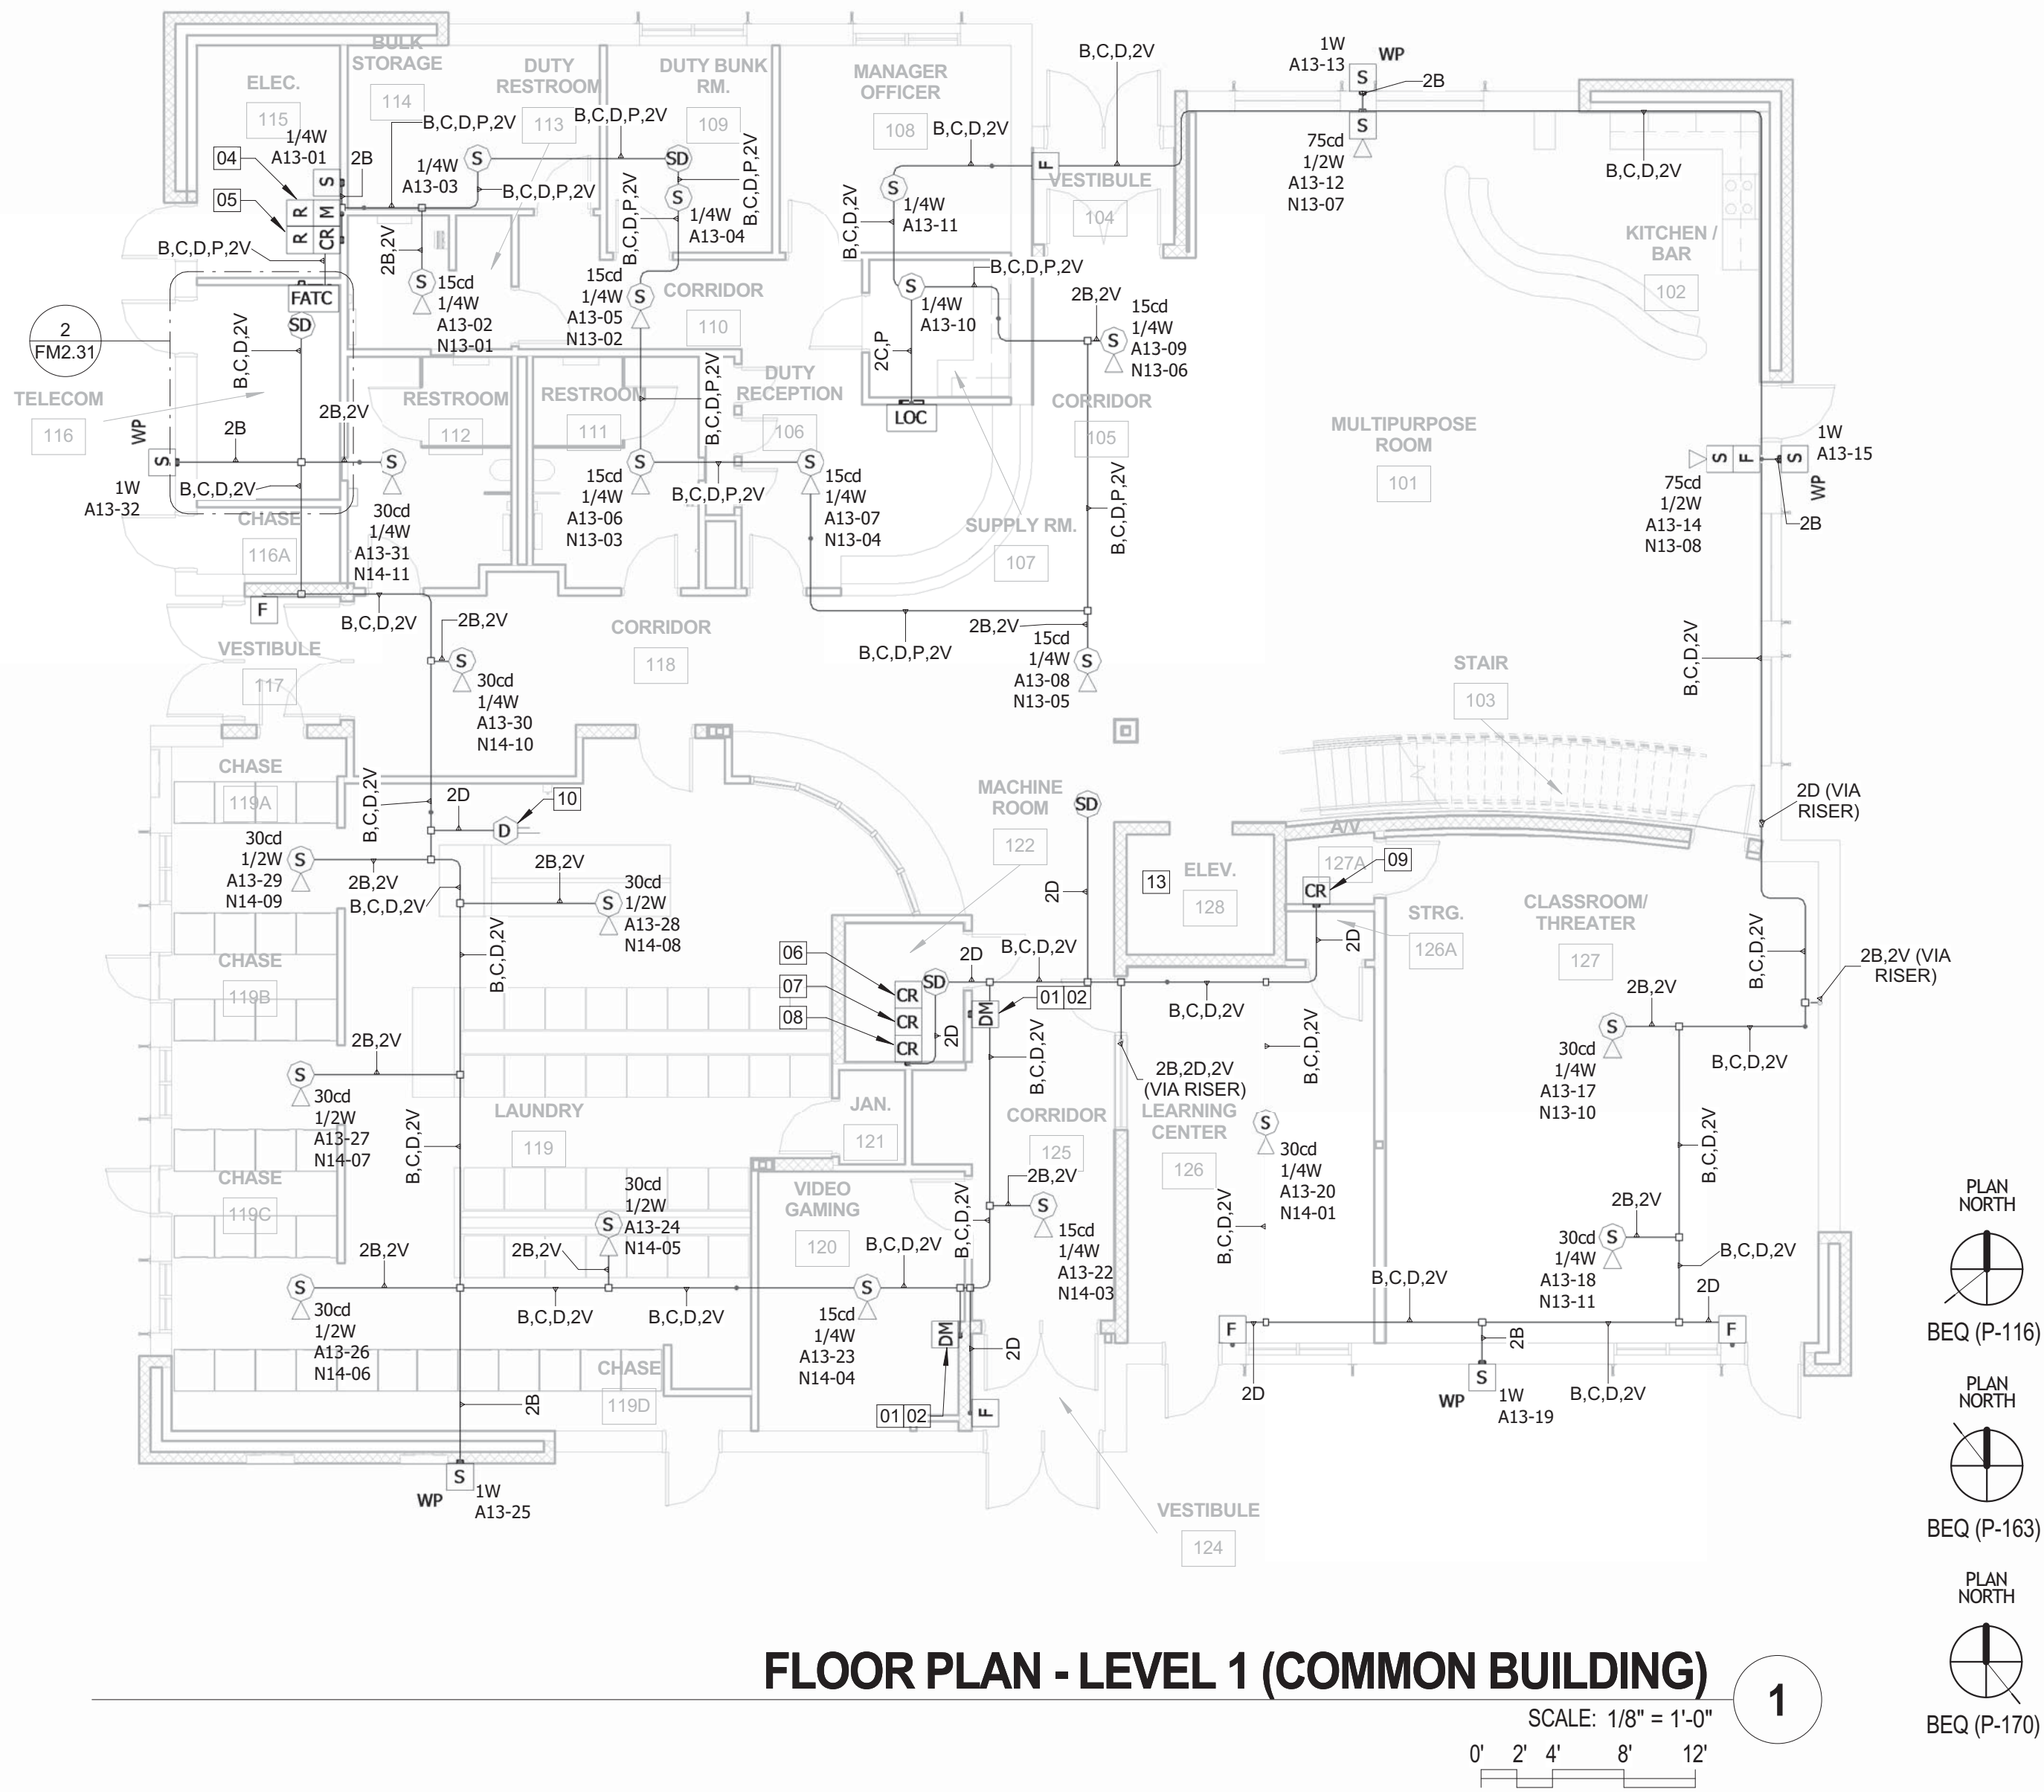 BULK
STORAGE
114
ELEC.
115
DUTY
RESTROOM
113
DUTY BUNK
RM.
109
MANAGER
OFFICER
108
B,C,D,2V
1W
A13-13
WP
S
2B
S
75cd
1/2W
A13-12
N13-07
B,C,D,2V
KITCHEN /
BAR
102
04
05
1/4W
A13-01
2B
S
R
M
R
CR
B,C,D,P,2V
B,C,D,P,2V
1/4W
A13-03
S
B,C,D,P,2V
B,C,D,P,2V
SD
S
1/4W
A13-04
B,C,D,P,2V
B,C,D,P,2V
B,C,D,2V
F
S
1/4W
A13-11
B,C,D,2V
VESTIBULE
104
FATC
SD
2B,2V
S
15cd
1/4W
A13-02
N13-01
15cd
1/4W
A13-05
N13-02
S
CORRIDOR
110
S
1/4W
A13-10
B,C,D,P,2V
2B,2V
S
15cd
1/4W
A13-09
N13-06
2
FM2.31
B,C,D,2V
TELECOM
116
RESTROOM
112
RESTROOM
111
B,C,D,P,2V
DUTY
RECEPTION
106
2C,P
LOC
CORRIDOR
105
MULTIPURPOSE
ROOM
101
WP
S
1W
A13-32
2B
2B,2V
S
30cd
1/4W
A13-31
N14-11
B,C,D,2V
CHASE
116A
S
15cd
1/4W
A13-06
N13-03
B,C,D,P,2V
S
15cd
1/4W
A13-07
N13-04
SUPPLY RM.
107
B,C,D,P,2V
S
F
S
1W
A13-15
WP
2B
75cd
1/2W
A13-14
N13-08
F
B,C,D,2V
VESTIBULE
117
2B,2V
S
30cd
1/4W
A13-30
N14-10
CORRIDOR
118
B,C,D,P,2V
2B,2V
15cd
1/4W
A13-08
N13-05
S
B,C,D,2V
STAIR
103
CHASE
119A
B,C,D,2V
2D
D
10
MACHINE
ROOM
122
SD
2D
2D (VIA
RISER)
30cd
1/2W
A13-29
N14-09
S
2B,2V
B,C,D,2V
2B,2V
S
30cd
1/2W
A13-28
N14-08
13
ELEV.
128
A/V
127A
09
CR
STRG.
126A
2D
CLASSROOM/
THREATER
127
B,C,D,2V
2B,2V (VIA
RISER)
CHASE
119B
B,C,D,2V
06
07
08
CR
CR
CR
SD
2D
2D
B,C,D,2V
DM
01
02
B,C,D,2V
B,C,D,2V
2B,2V
S
30cd
1/4W
A13-17
N13-10
B,C,D,2V
S
30cd
1/2W
A13-27
N14-07
2B,2V
B,C,D,2V
LAUNDRY
119
JAN.
121
CORRIDOR
125
2B,2D,2V
(VIA RISER)
B,C,D,2V
LEARNING
CENTER
126
S
30cd
1/4W
A13-20
N14-01
B,C,D,2V
B,C,D,2V
CHASE
119C
30cd
1/2W
A13-24
N14-05
S
2B,2V
VIDEO
GAMING
120
B,C,D,2V
B,C,D,2V
2B,2V
S
15cd
1/4W
A13-22
N14-03
2B,2V
S
30cd
1/4W
A13-18
N13-11
B,C,D,2V
S
30cd
1/2W
A13-26
N14-06
2B,2V
B,C,D,2V
B,C,D,2V
S
15cd
1/4W
A13-23
N14-04
DM
2D
01
02
F
B,C,D,2V
F
2D
2B
2D
F
WP
S
1W
A13-19
B,C,D,2V
CHASE
119D
2B
WP
S
1W
A13-25
VESTIBULE
124
PLAN
NORTH
BEQ (P-116)
PLAN
NORTH
BEQ (P-163)
PLAN
NORTH
BEQ (P-170)
FLOOR PLAN - LEVEL 1 (COMMON BUILDING)
1
SCALE: 1/8" = 1'-0"
0' 2' 4' 8' 12'